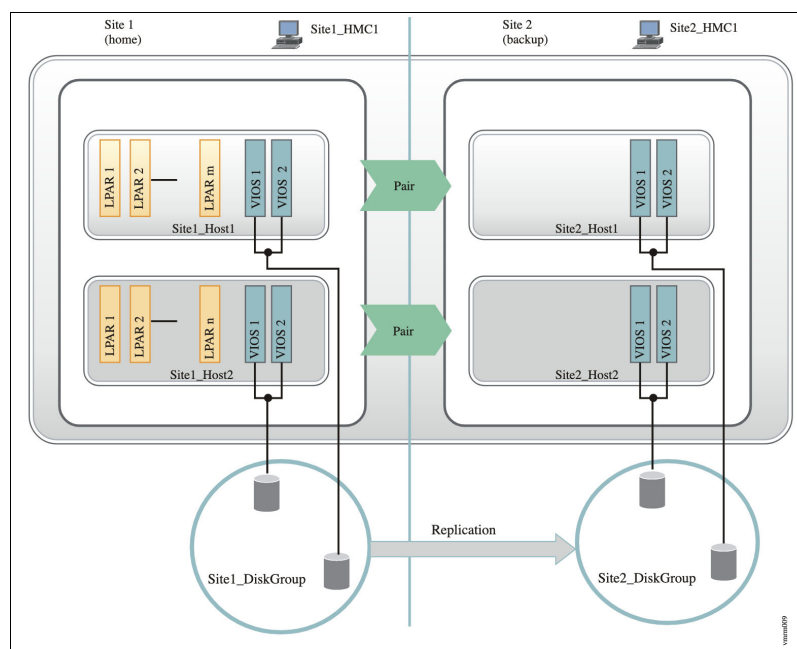 Site 1
(home)
Site1_HMC1
Site 2
(backup)
Site2_HMC1
LPAR 1
LPAR 2
LPAR m
VIOS 1
VIOS 2
Site1_Host1
Pair
VIOS 1
VIOS 2
Site2_Host1
LPAR 1
LPAR 2
LPAR n
VIOS 1
VIOS 2
Site1_Host2
Pair
VIOS 1
VIOS 2
Site2_Host2
Replication
Site1_DiskGroup
Site2_DiskGroup